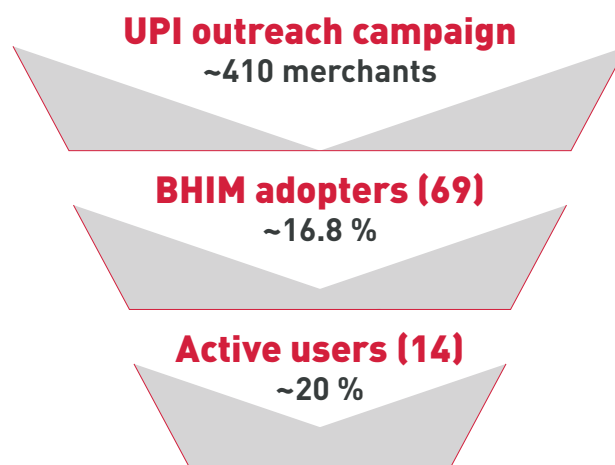 UPI outreach campaign
~410 merchants
BHIM adopters (69)
~16.8 %
Active users (14)
~20 %